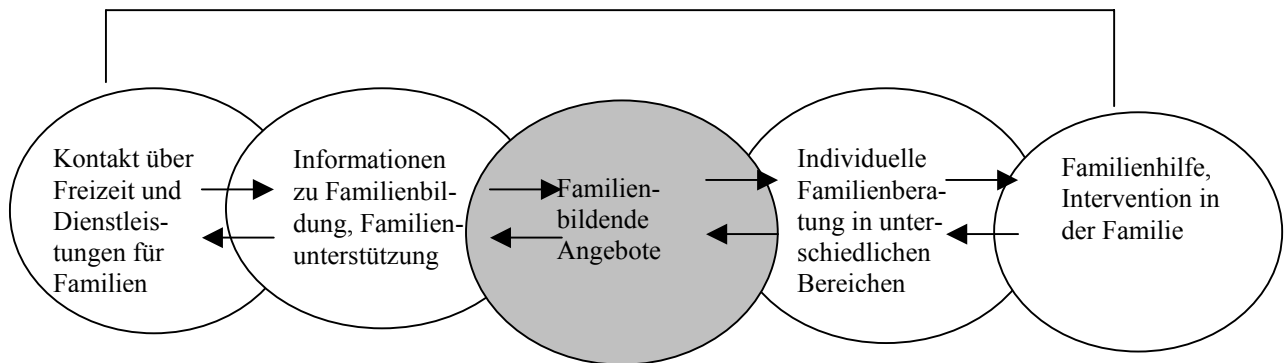 Kontakt über
Freizeit und
Dienstleis-
tungen für
Familien
Informationen
zu Familienbil-
dung, Familien-
unterstützung
Familien-
bildende
Angebote
Individuelle
Familienbera-
tung in unter-
schiedlichen
Bereichen
Familienhilfe,
Intervention in
der Familie